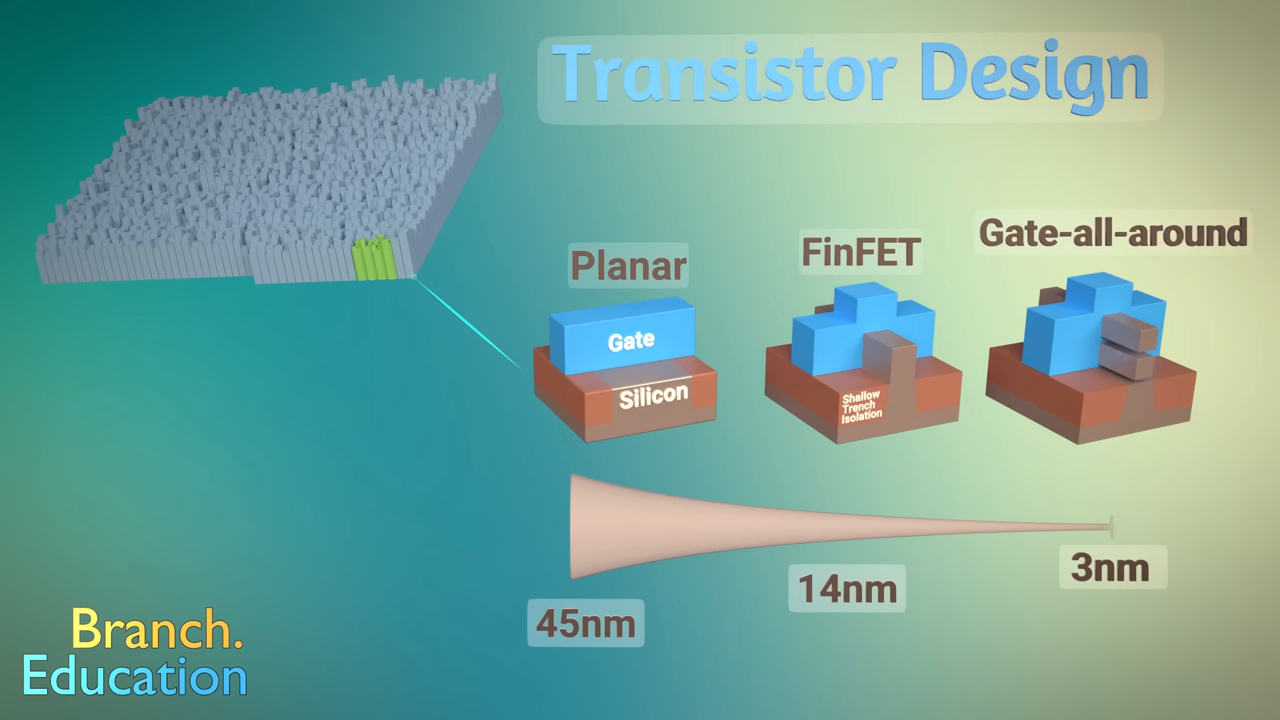 Transistor Design
Planar
FinFET
Gate-all-around
Gate
Silicon
Shallow
Trench
Isolation
45nm
14nm
3nm
Branch.
Education